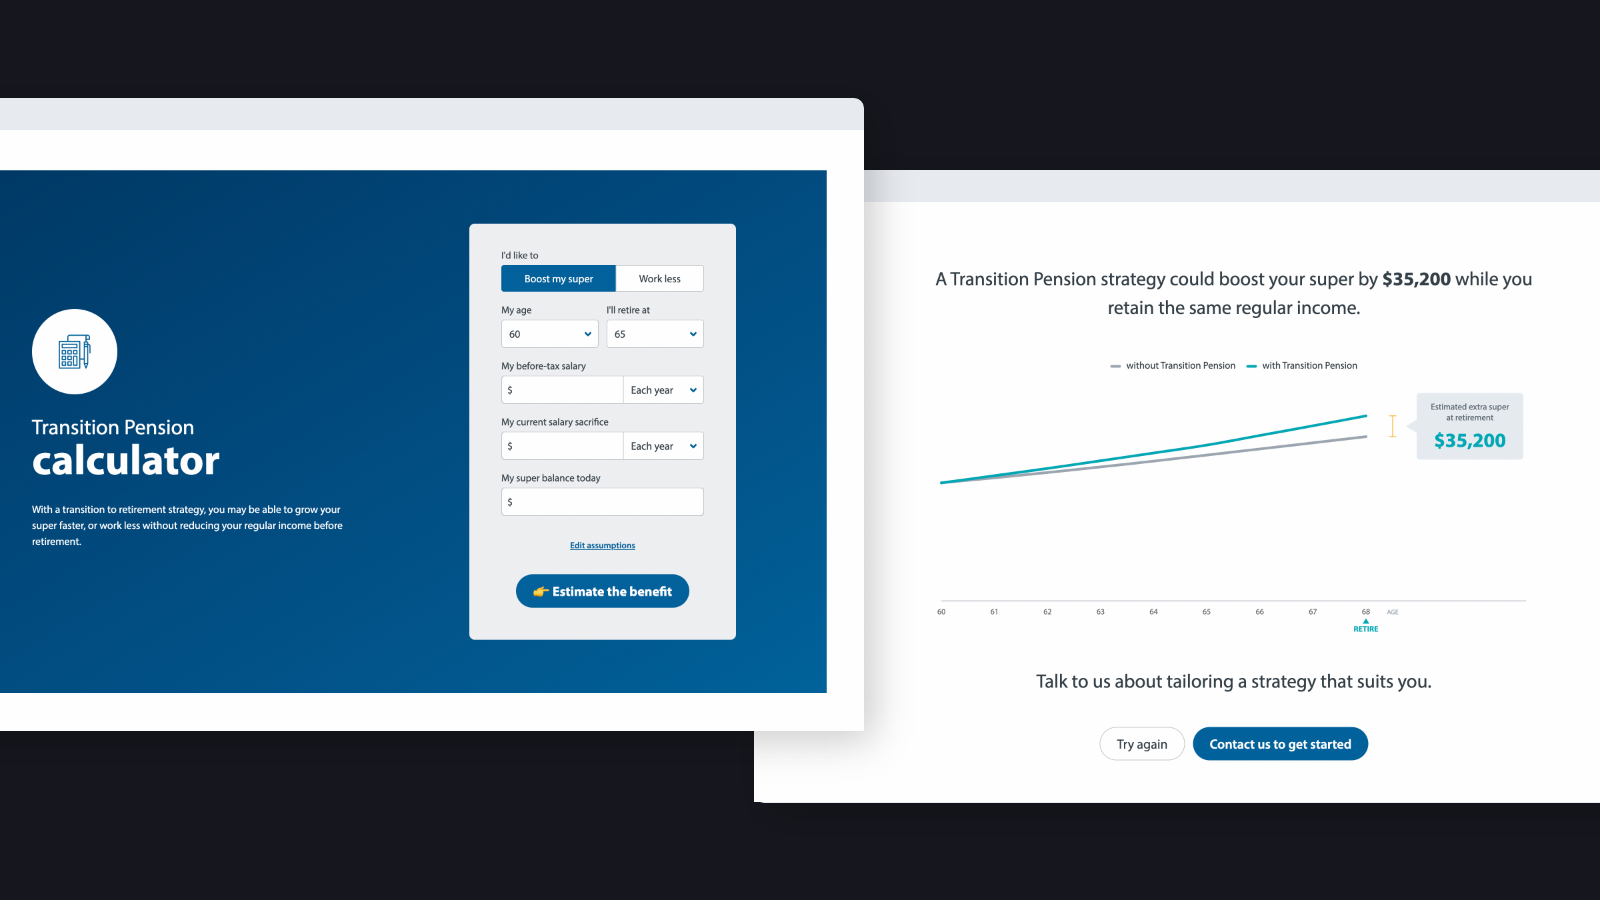 Transition Pension
calculator
With a transition to retirement strategy, you may be able to grow your
super faster, or work less without reducing your regular income before
retirement.
I'd like to
Boost my super Work less
My age I'll retire at
60 65
My before-tax salary
$ Each year
My current salary sacrifice
$ Each year
My super balance today
$
Edit assumptions
👉 Estimate the benefit
A Transition Pension strategy could boost your super by $35,200 while you
retain the same regular income.
without Transition Pension with Transition Pension
Estimated extra super
at retirement
$35,200
60 61 62 63 64 65 66 67 68 AGE
RETIRE
Talk to us about tailoring a strategy that suits you.
Try again Contact us to get started